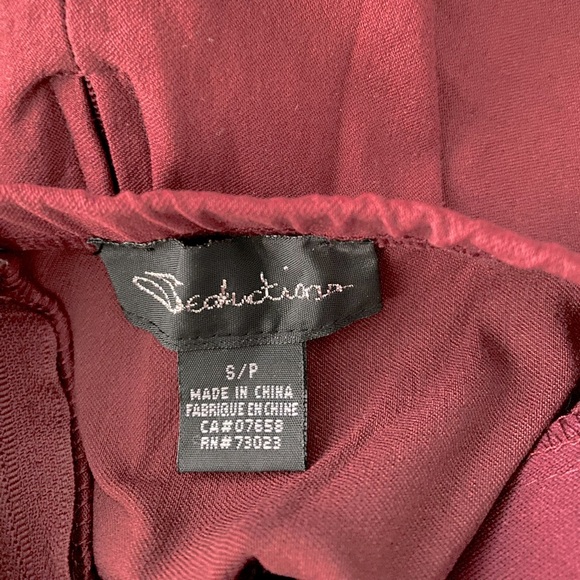 Seductions
S/P
MADE IN CHINA
FABRIQUE EN CHINE
CA#07658
RN#73023